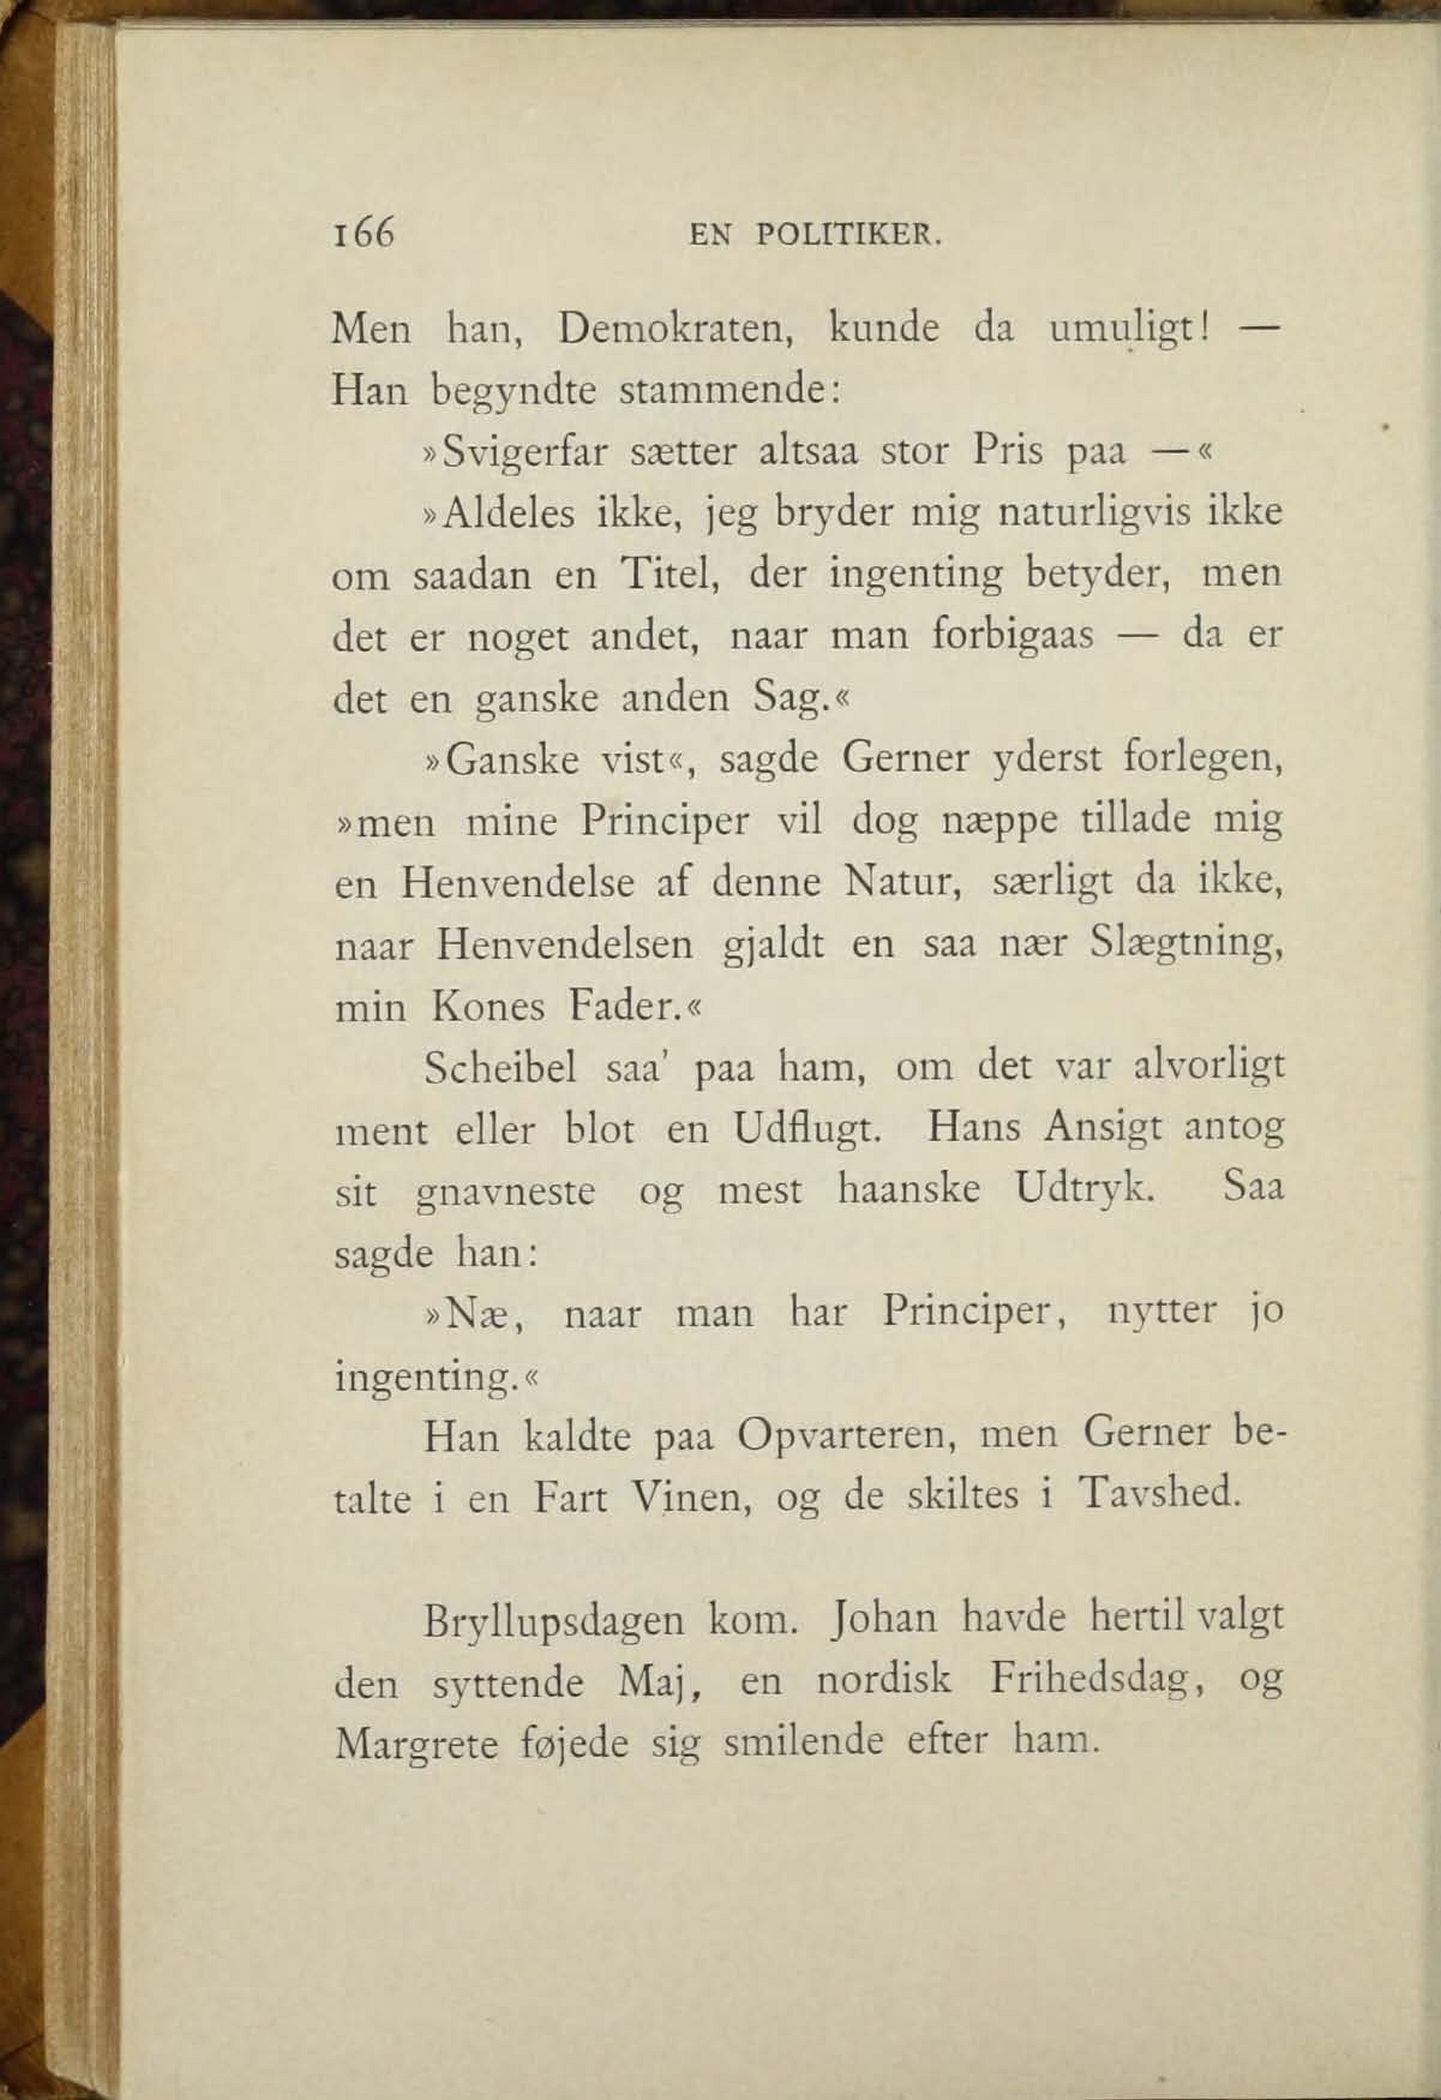 166 EN POLITIKER.
Men han, Demokraten, kunde da umuligt! —
Han begyndte stammende:
»Svigerfar sætter altsaa stor Pris paa —«
»Aldeles ikke, jeg bryder mig naturligvis ikke
om saadan en Titel, der ingenting betyder, men
det er noget andet, naar man forbigaas — da er
det en ganske anden Sag.«
»Ganske vist«, sagde Gerner yderst forlegen,
»men mine Principer vil dog næppe tillade mig
en Henvendelse af denne Natur, særligt da ikke,
naar Henvendelsen gjaldt en saa nær Slægtning,
min Kones Fader.«
Scheibel saa' paa ham, om det var alvorligt
ment eller blot en Udflugt. Hans Ansigt antog
sit gnavneste og mest haanske Udtryk. Saa
sagde han:
»Næ, naar man har Principer, nytter jo
ingenting.«
Han kaldte paa Opvarteren, men Gerner be-
talte i en Fart Vinen, og de skiltes i Tavshed.
Bryllupsdagen kom. Johan havde hertil valgt
den syttende Maj, en nordisk Frihedsdag, og
Margrete føjede sig smilende efter ham.